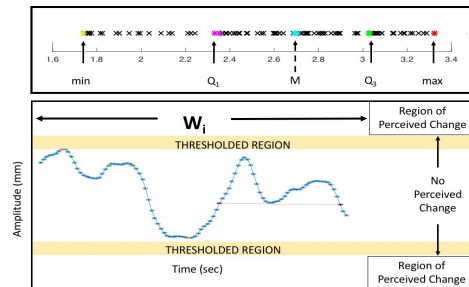 1.6 1.8 2 2.2 2.4 2.6 2.8 3 3.2 3.4
min Q₁ M Q₃ max
Wᵢ
Region of
Perceived Change
THRESHOLDED REGION
Amplitude (mm)
No
Perceived
Change
THRESHOLDED REGION
Time (sec)
Region of
Perceived Change